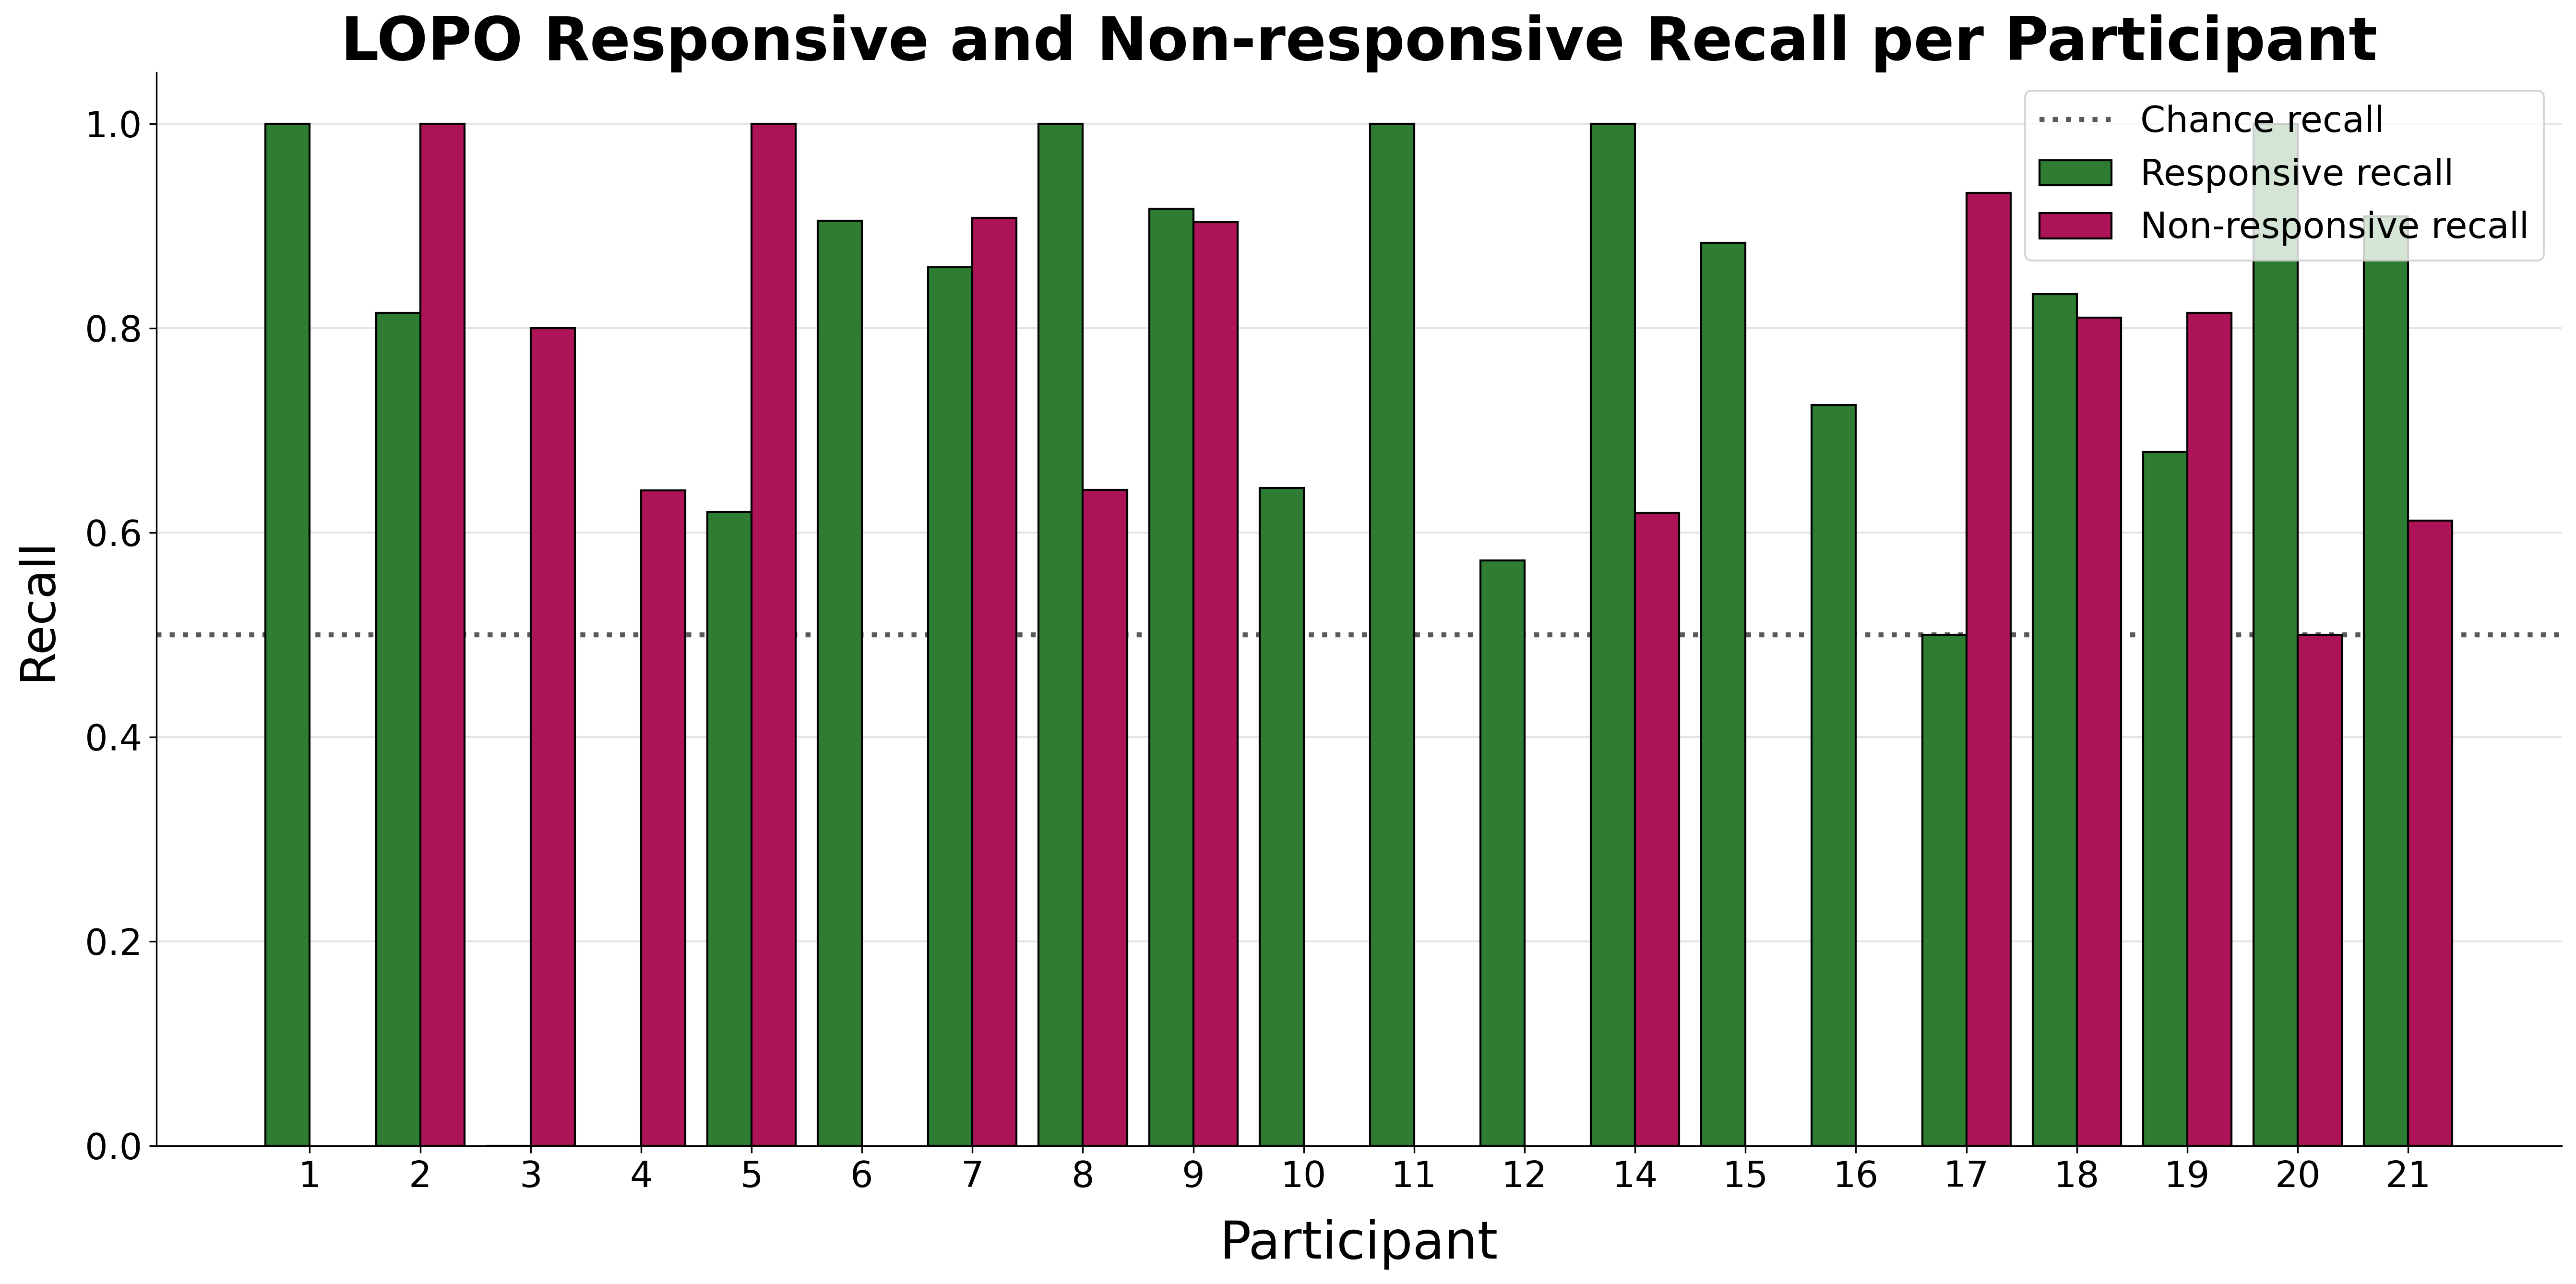 LOPO Responsive and Non-responsive Recall per Participant
Chance recall
Responsive recall
Non-responsive recall
Recall
1.0
0.8
0.6
0.4
0.2
0.0
1 2 3 4 5 6 7 8 9 10 11 12 14 15 16 17 18 19 20 21
Participant